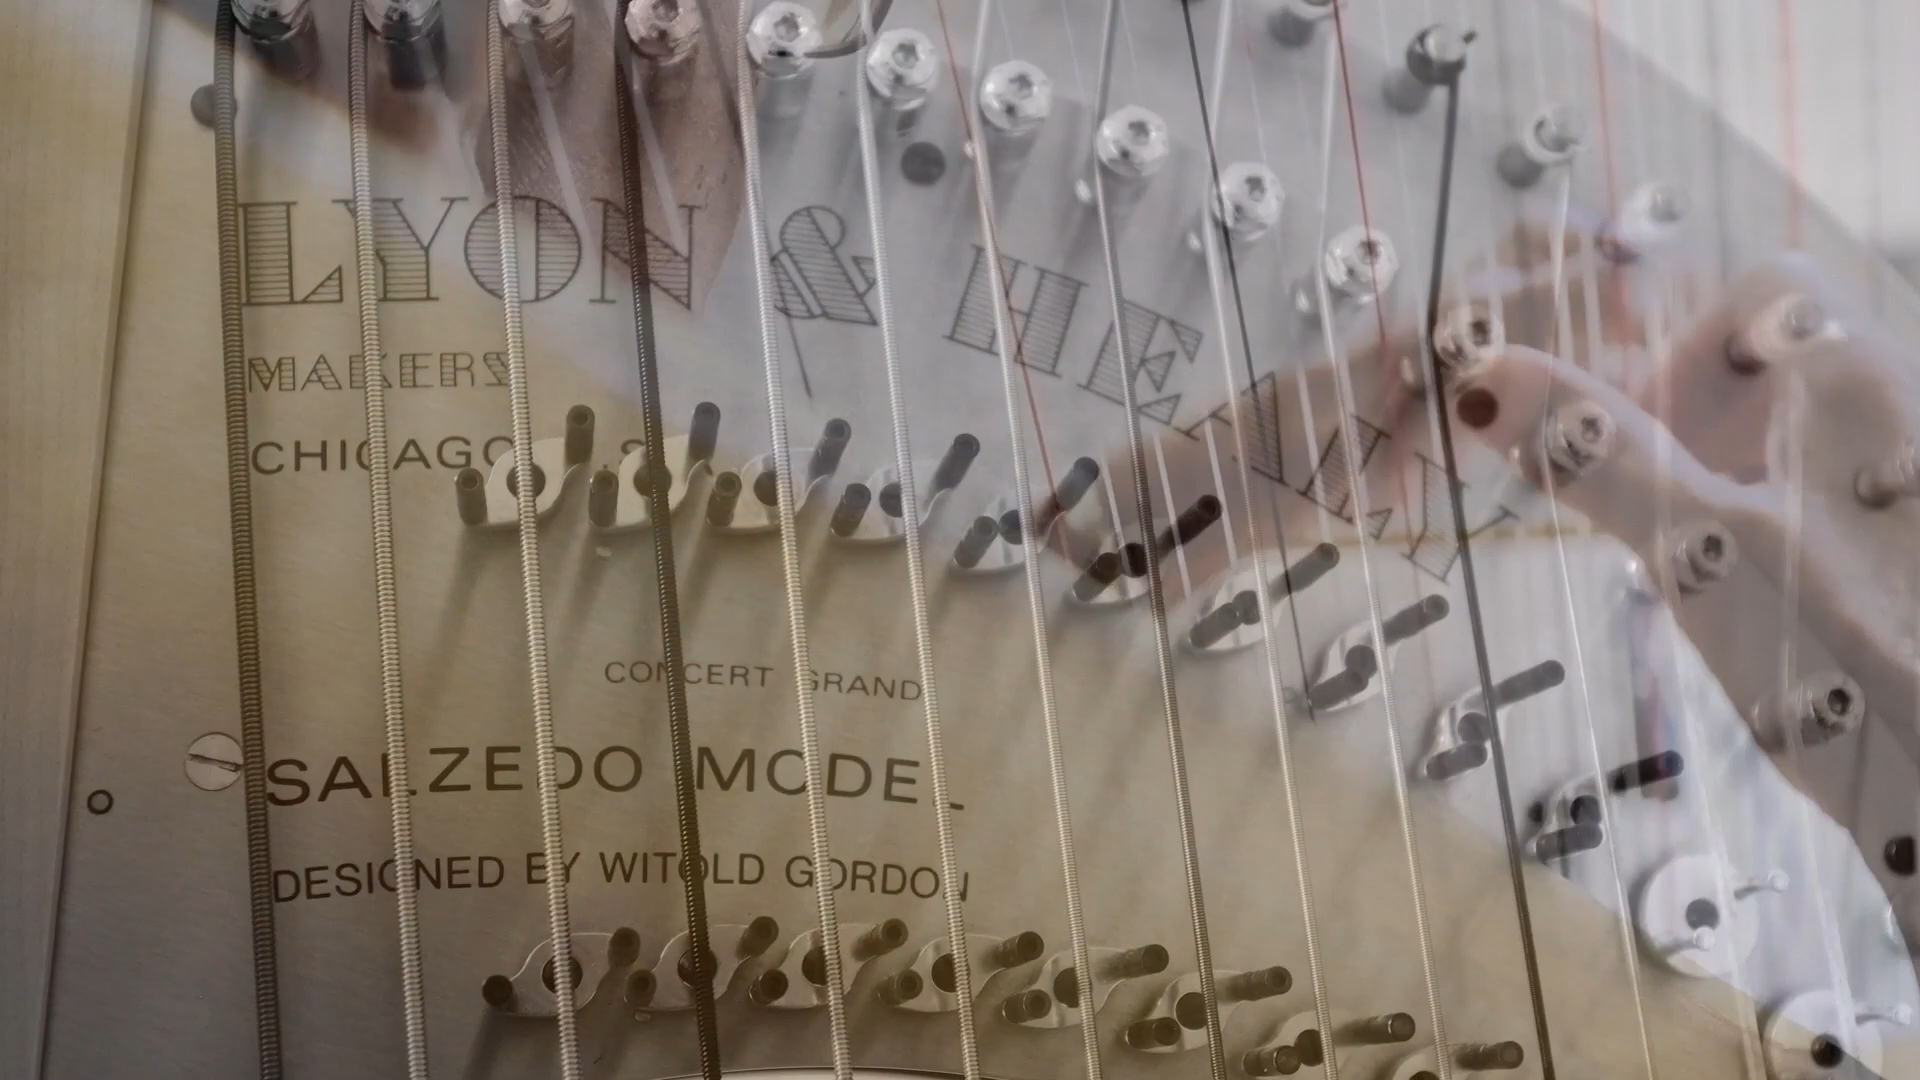 LYON & HEALY
MAKERS
CHICAGO U.S.
CONCERT GRAND
SALZEDO MODEL
DESIGNED BY WITOLD GORDON